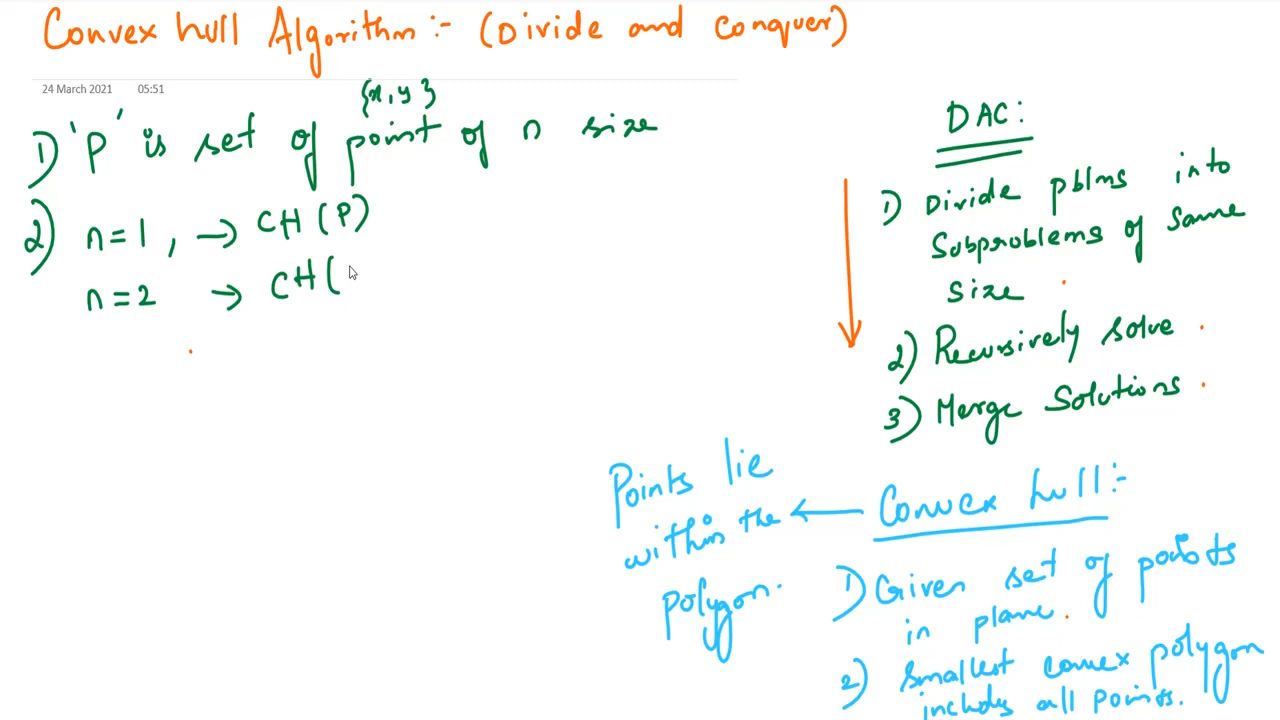 Convex hull Algorithm :- (Divide and Conquer)
24 March 2021 05:51
{x, y}
1) 'P' is set of point of n size
2) n = 1, → CH (P)
n = 2 → CH (
DAC:
1) Divide pblms into
Subproblems of same
size.
2) Recursively solve.
3) Merge Solutions.
Points lie
within the
polygon.
← Convex hull:-
1) Given set of points
in plane.
2) Smallest convex polygon
includes all points.